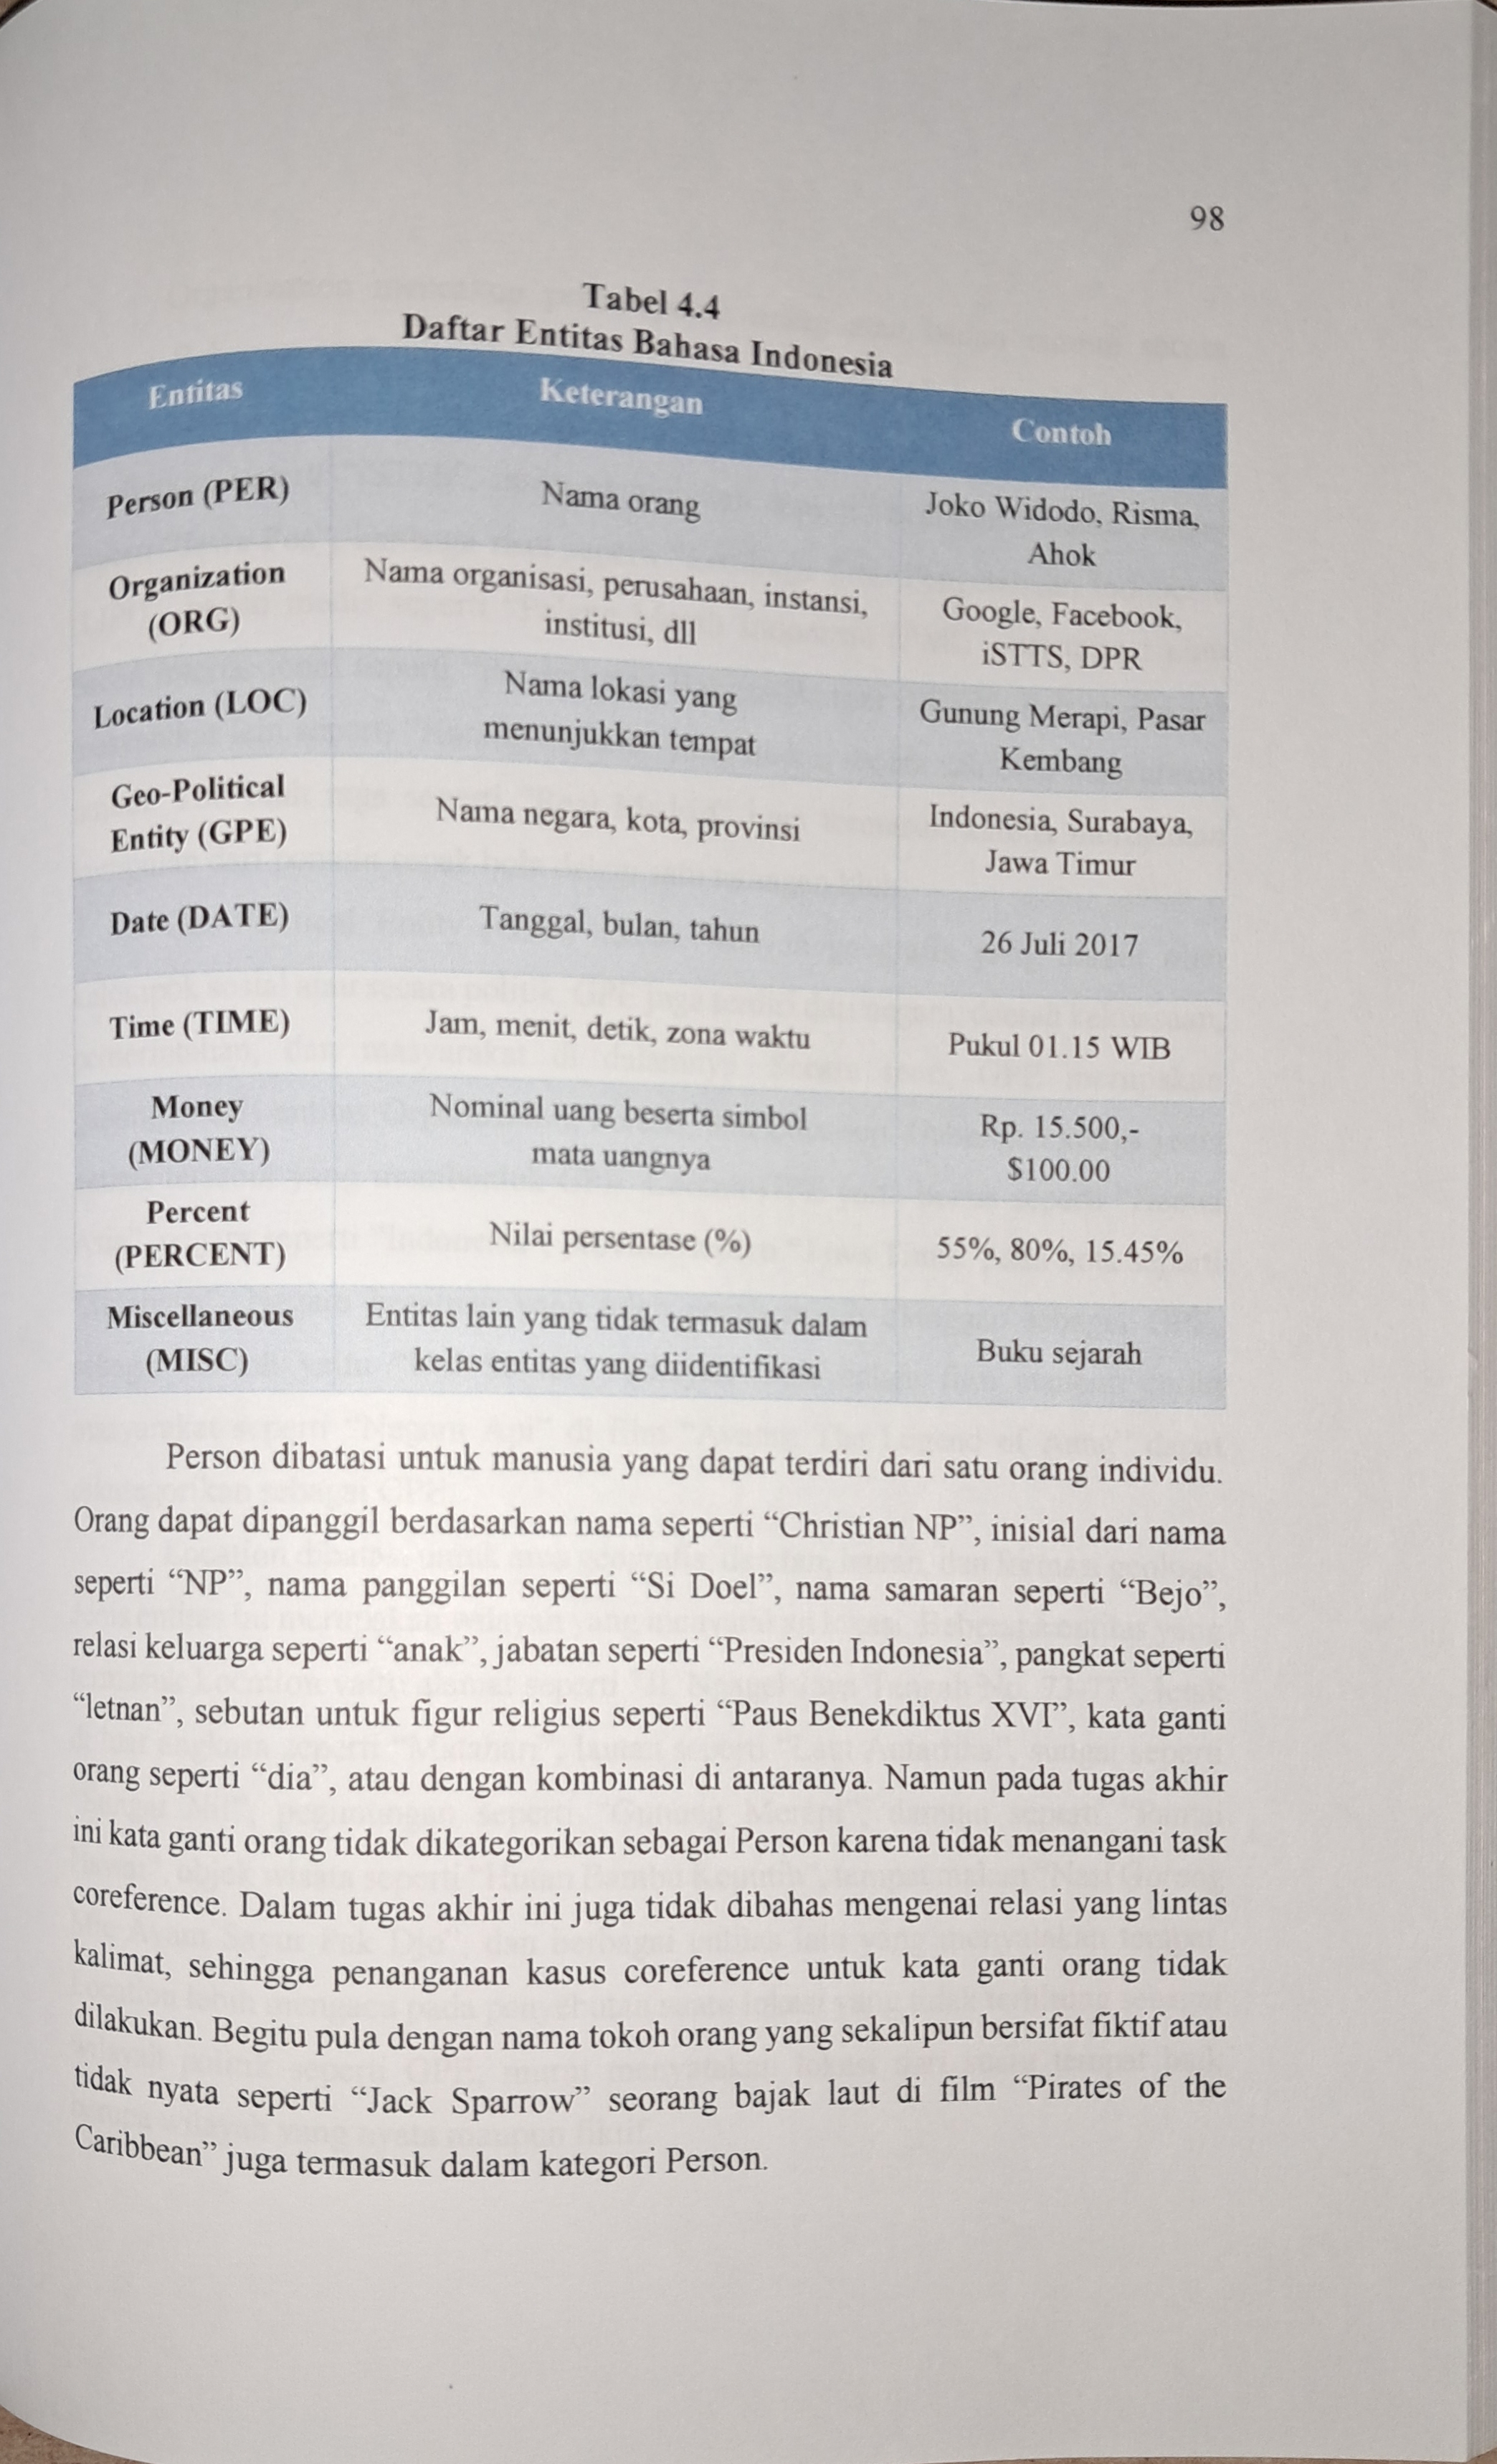 98
Tabel 4.4
Daftar Entitas Bahasa Indonesia
Entitas Keterangan Contoh
Person (PER) Nama orang Joko Widodo, Risma,
Ahok
Organization Nama organisasi, perusahaan, instansi, Google, Facebook,
(ORG) institusi, dll iSTTS, DPR
Location (LOC) Nama lokasi yang Gunung Merapi, Pasar
menunjukkan tempat Kembang
Geo-Political Nama negara, kota, provinsi Indonesia, Surabaya,
Entity (GPE) Jawa Timur
Date (DATE) Tanggal, bulan, tahun 26 Juli 2017
Time (TIME) Jam, menit, detik, zona waktu Pukul 01.15 WIB
Money Nominal uang beserta simbol Rp. 15.500,-
(MONEY) mata uangnya $100.00
Percent Nilai persentase (%) 55%, 80%, 15.45%
(PERCENT)
Miscellaneous Entitas lain yang tidak termasuk dalam Buku sejarah
(MISC) kelas entitas yang diidentifikasi
Person dibatasi untuk manusia yang dapat terdiri dari satu orang individu.
Orang dapat dipanggil berdasarkan nama seperti “Christian NP”, inisial dari nama
seperti “NP”, nama panggilan seperti “Si Doel”, nama samaran seperti “Bejo”,
relasi keluarga seperti “anak”, jabatan seperti “Presiden Indonesia”, pangkat seperti
“letnan”, sebutan untuk figur religius seperti “Paus Benekdiktus XVI”, kata ganti
orang seperti “dia”, atau dengan kombinasi di antaranya. Namun pada tugas akhir
ini kata ganti orang tidak dikategorikan sebagai Person karena tidak menangani task
coreference. Dalam tugas akhir ini juga tidak dibahas mengenai relasi yang lintas
kalimat, sehingga penanganan kasus coreference untuk kata ganti orang tidak
dilakukan. Begitu pula dengan nama tokoh orang yang sekalipun bersifat fiktif atau
tidak nyata seperti “Jack Sparrow” seorang bajak laut di film “Pirates of the
Caribbean” juga termasuk dalam kategori Person.